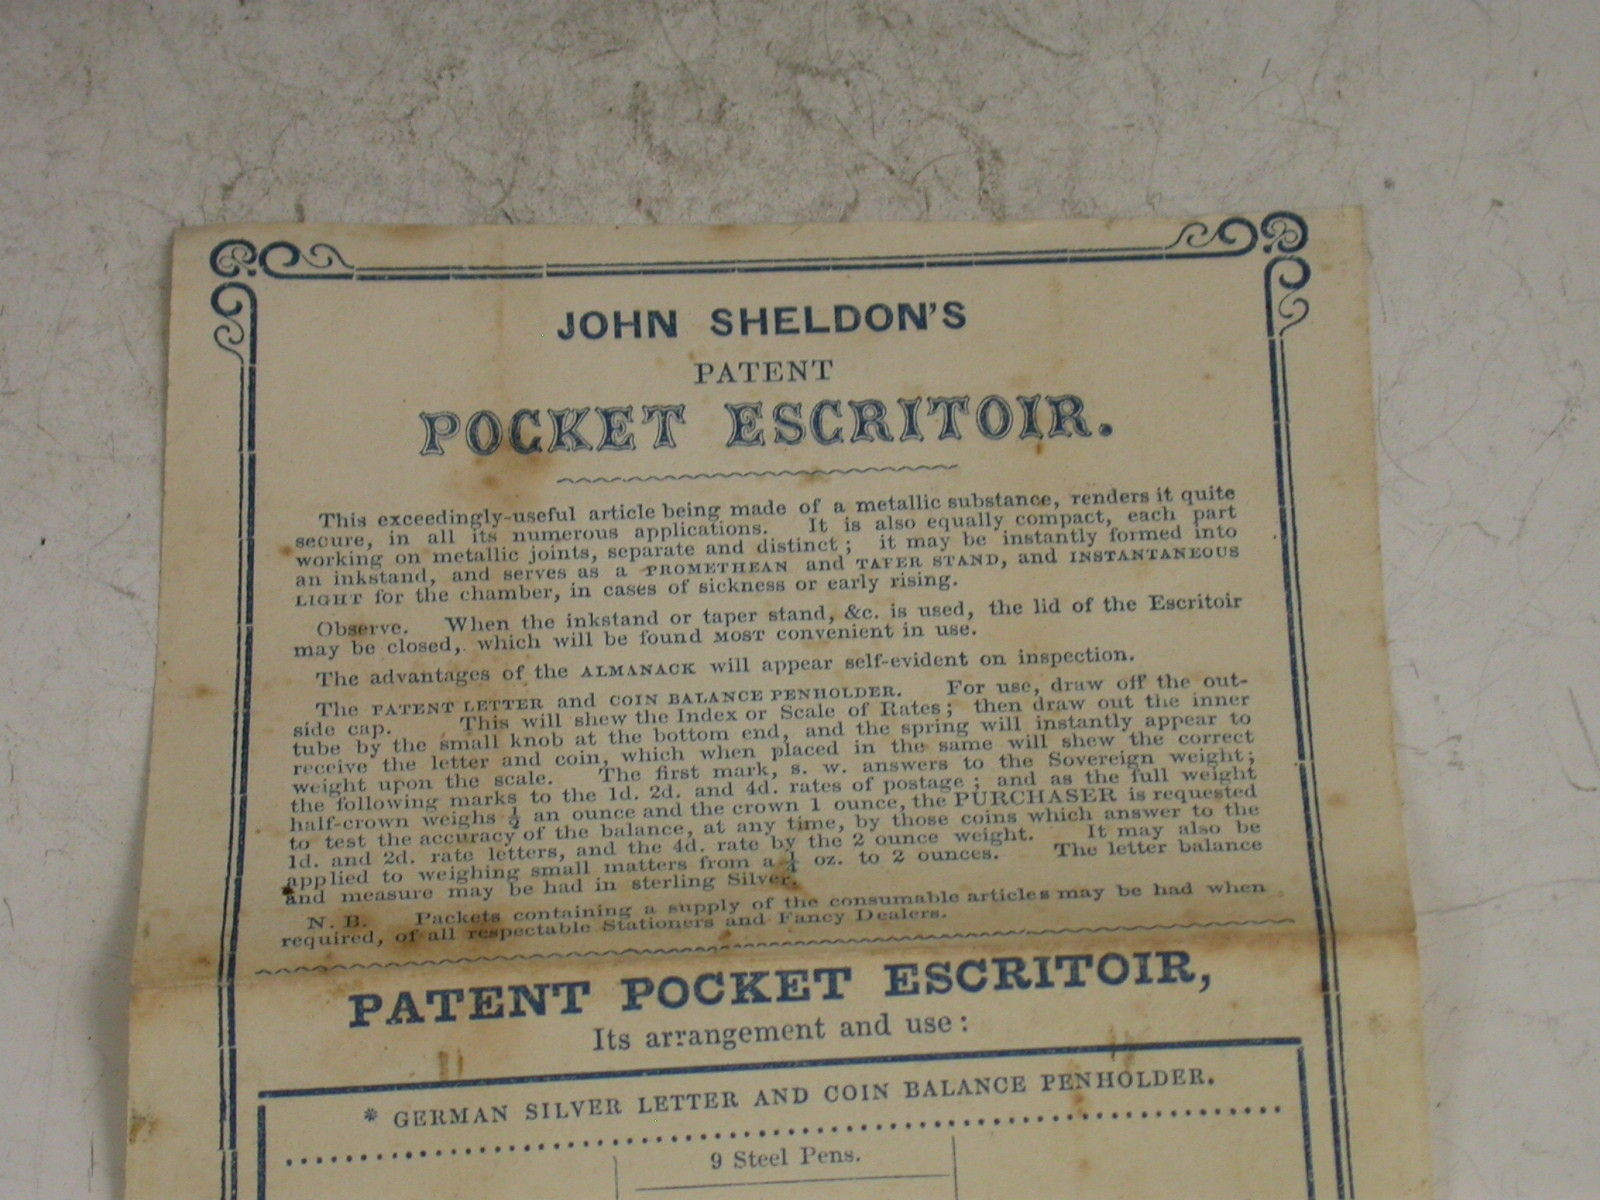 JOHN SHELDON'S
PATENT
POCKET ESCRITOIR.
This exceedingly-useful article being made of a metallic substance, renders it quite
secure, in all its numerous applications. It is also equally compact, each part
working on metallic joints, separate and distinct; it may be instantly formed into
an inkstand, and serves as a PROMETHEAN and TAPER STAND, and INSTANTANEOUS
LIGHT for the chamber, in cases of sickness or early rising.
Observe. When the inkstand or taper stand, &c. is used, the lid of the Escritoir
may be closed, which will be found MOST convenient in use.
The advantages of the ALMANACK will appear self-evident on inspection.
The PATENT LETTER and COIN BALANCE PENHOLDER. For use, draw off the out-
side cap. This will shew the Index or Scale of Rates; then draw out the inner
tube by the small knob at the bottom end, and the spring will instantly appear to
receive the letter and coin, which when placed in the same will shew the correct
weight upon the scale. The first mark, s. w. answers to the Sovereign weight;
the following marks to the 1d. 2d. and 4d. rates of postage; and as the full weight
half-crown weighs ½ an ounce and the crown 1 ounce, the PURCHASER is requested
to test the accuracy of the balance, at any time, by those coins which answer to the
1d. and 2d. rate letters, and the 4d. rate by the 2 ounce weight. It may also be
applied to weighing small matters from a ¼ oz. to 2 ounces. The letter balance
and measure may be had in sterling Silver.
N. B. Packets containing a supply of the consumable articles may be had when
required, of all respectable Stationers and Fancy Dealers.
PATENT POCKET ESCRITOIR,
Its arrangement and use:
* GERMAN SILVER LETTER AND COIN BALANCE PENHOLDER.
9 Steel Pens.